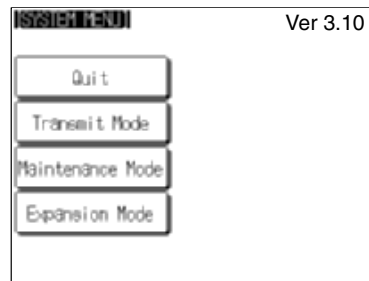 [SYSTEM MENU]
Ver 3.10
Quit
Transmit Mode
Maintenance Mode
Expansion Mode